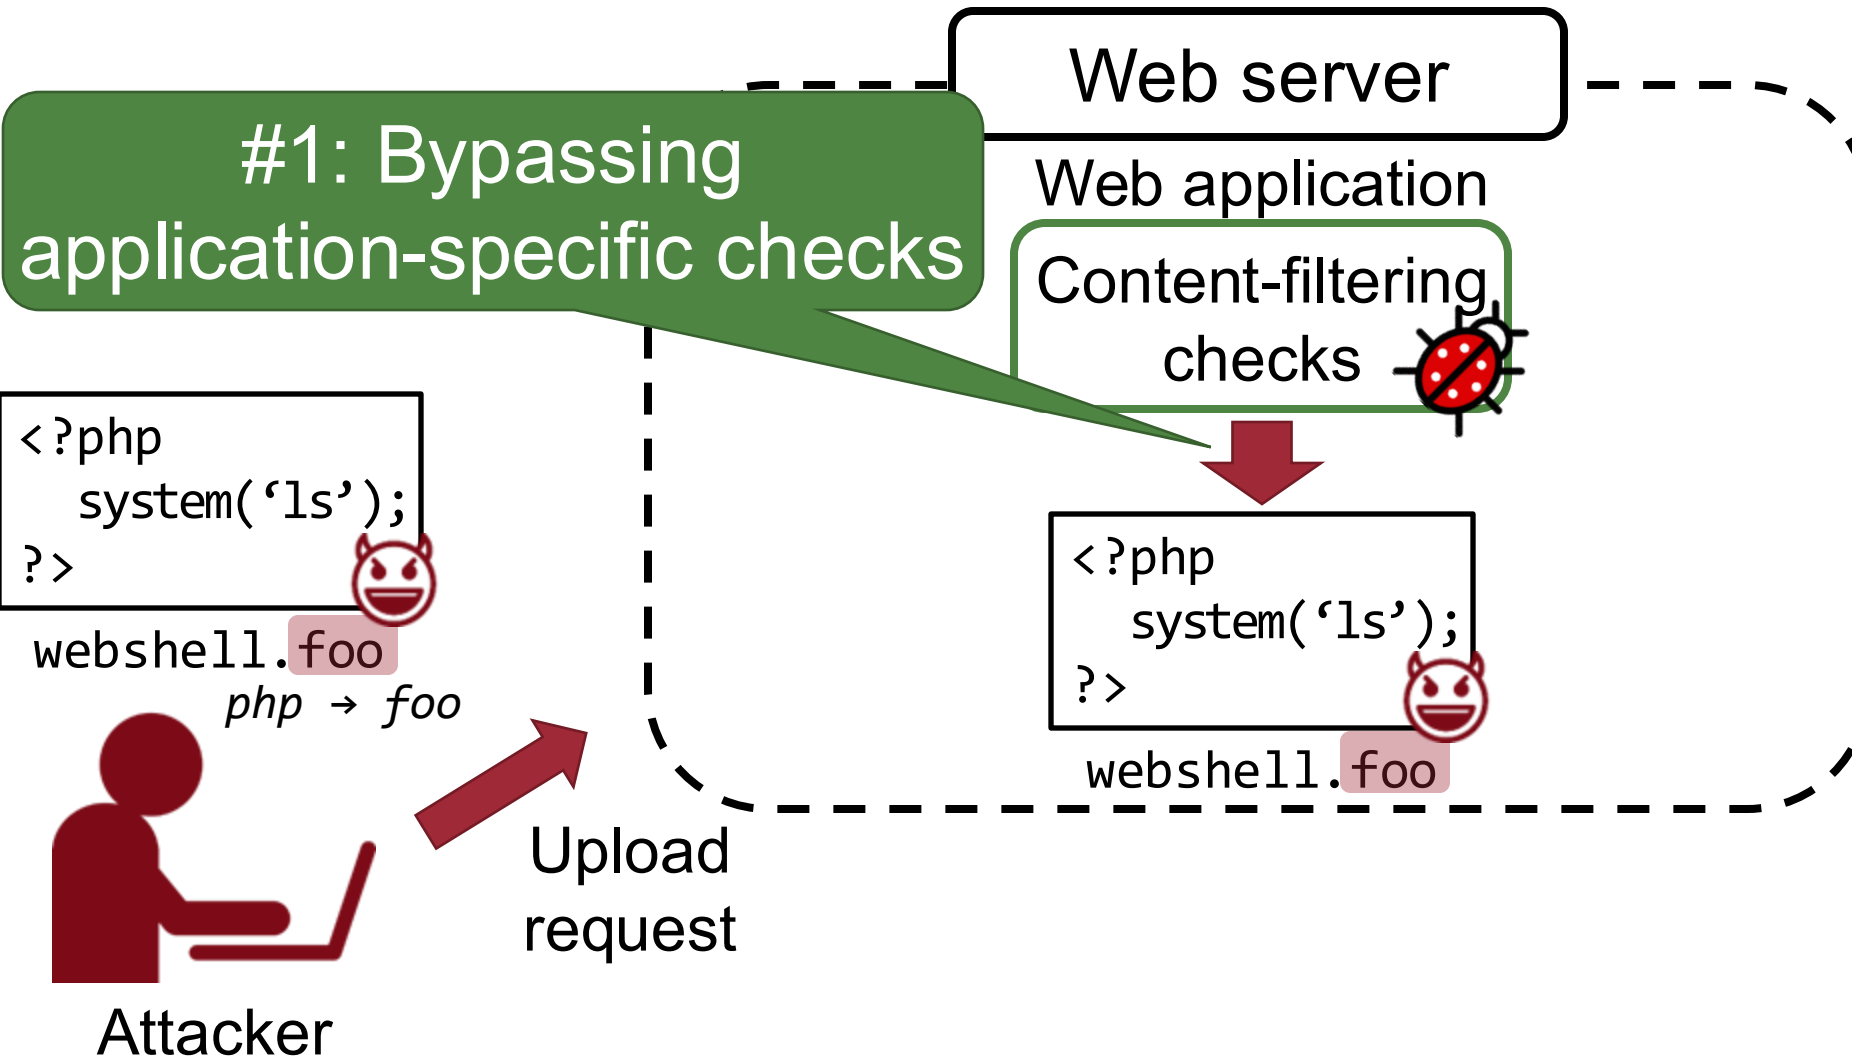 Web server
#1: Bypassing
application-specific checks
Web application
Content-filtering
checks
<?php
system(‘ls’);
?>
webshell.foo
php → foo
<?php
system(‘ls’);
?>
webshell.foo
Upload
request
Attacker